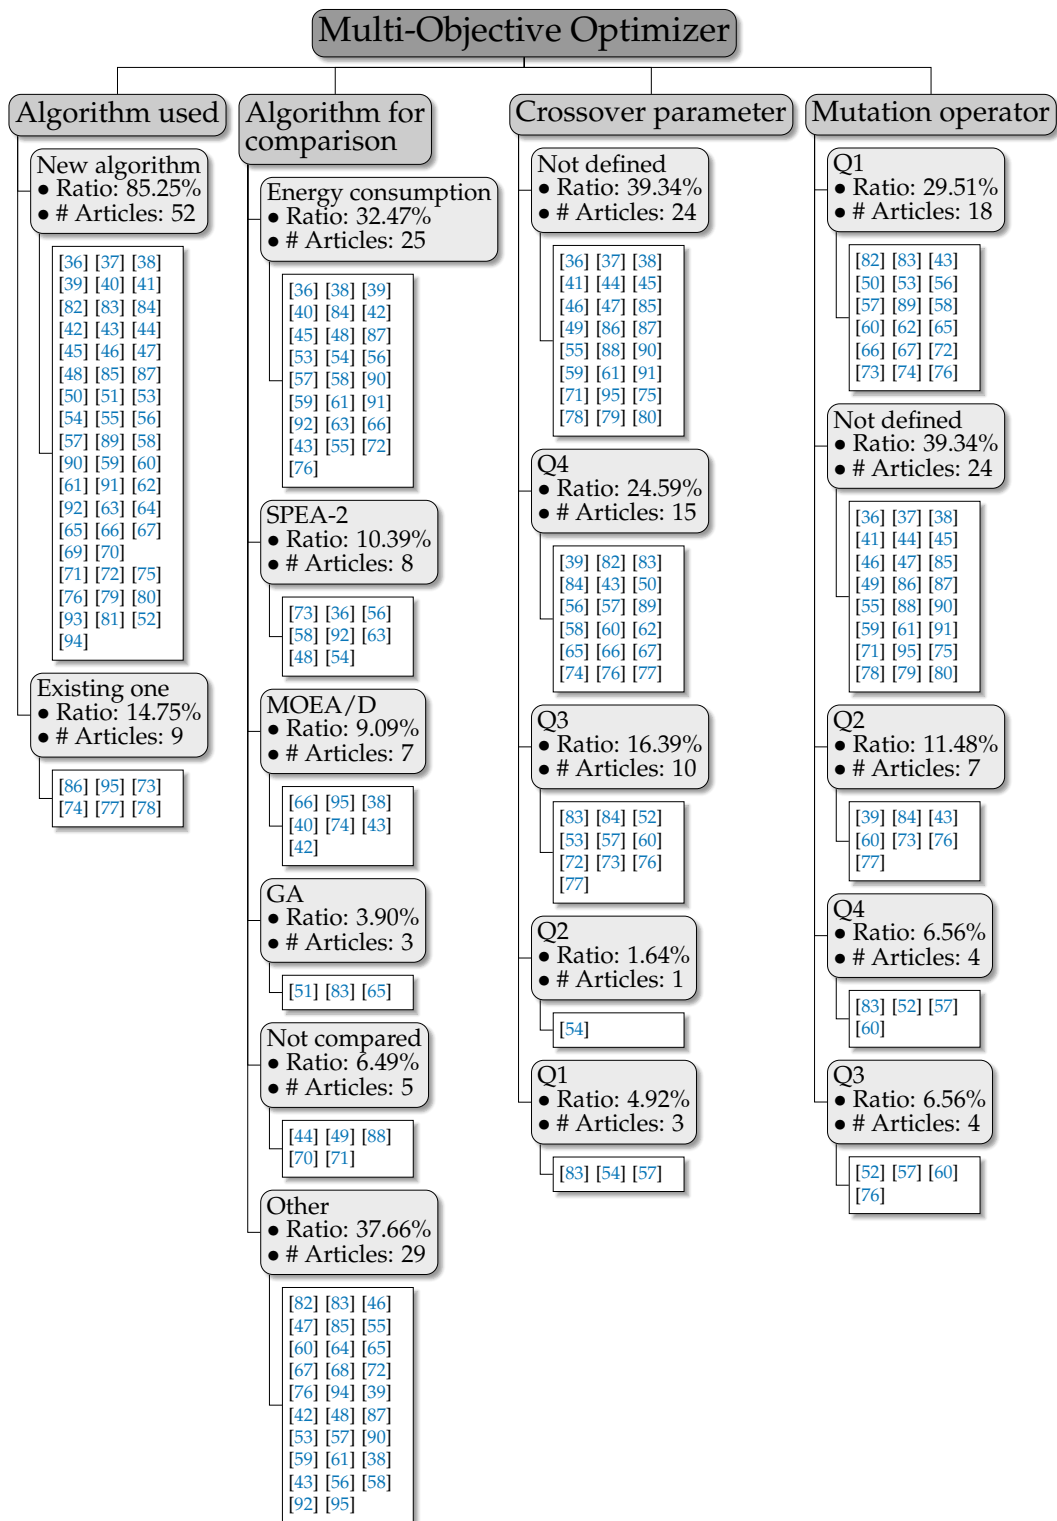 Multi-Objective Optimizer
Algorithm used
New algorithm
● Ratio: 85.25%
● # Articles: 52
[36] [37] [38]
[39] [40] [41]
[82] [83] [84]
[42] [43] [44]
[45] [46] [47]
[48] [85] [87]
[50] [51] [53]
[54] [55] [56]
[57] [89] [58]
[90] [59] [60]
[61] [91] [62]
[92] [63] [64]
[65] [66] [67]
[69] [70]
[71] [72] [75]
[76] [79] [80]
[93] [81] [52]
[94]
Existing one
● Ratio: 14.75%
● # Articles: 9
[86] [95] [73]
[74] [77] [78]
Algorithm for
comparison
Energy consumption
● Ratio: 32.47%
● # Articles: 25
[36] [38] [39]
[40] [84] [42]
[45] [48] [87]
[53] [54] [56]
[57] [58] [90]
[59] [61] [91]
[92] [63] [66]
[43] [55] [72]
[76]
SPEA-2
● Ratio: 10.39%
● # Articles: 8
[73] [36] [56]
[58] [92] [63]
[48] [54]
MOEA/D
● Ratio: 9.09%
● # Articles: 7
[66] [95] [38]
[40] [74] [43]
[42]
GA
● Ratio: 3.90%
● # Articles: 3
[51] [83] [65]
Not compared
● Ratio: 6.49%
● # Articles: 5
[44] [49] [88]
[70] [71]
Other
● Ratio: 37.66%
● # Articles: 29
[82] [83] [46]
[47] [85] [55]
[60] [64] [65]
[67] [68] [72]
[76] [94] [39]
[42] [48] [87]
[53] [57] [90]
[59] [61] [38]
[43] [56] [58]
[92] [95]
Crossover parameter
Not defined
● Ratio: 39.34%
● # Articles: 24
[36] [37] [38]
[41] [44] [45]
[46] [47] [85]
[49] [86] [87]
[55] [88] [90]
[59] [61] [91]
[71] [95] [75]
[78] [79] [80]
Q4
● Ratio: 24.59%
● # Articles: 15
[39] [82] [83]
[84] [43] [50]
[56] [57] [89]
[58] [60] [62]
[65] [66] [67]
[74] [76] [77]
Q3
● Ratio: 16.39%
● # Articles: 10
[83] [84] [52]
[53] [57] [60]
[72] [73] [76]
[77]
Q2
● Ratio: 1.64%
● # Articles: 1
[54]
Q1
● Ratio: 4.92%
● # Articles: 3
[83] [54] [57]
Mutation operator
Q1
● Ratio: 29.51%
● # Articles: 18
[82] [83] [43]
[50] [53] [56]
[57] [89] [58]
[60] [62] [65]
[66] [67] [72]
[73] [74] [76]
Not defined
● Ratio: 39.34%
● # Articles: 24
[36] [37] [38]
[41] [44] [45]
[46] [47] [85]
[49] [86] [87]
[55] [88] [90]
[59] [61] [91]
[71] [95] [75]
[78] [79] [80]
Q2
● Ratio: 11.48%
● # Articles: 7
[39] [84] [43]
[60] [73] [76]
[77]
Q4
● Ratio: 6.56%
● # Articles: 4
[83] [52] [57]
[60]
Q3
● Ratio: 6.56%
● # Articles: 4
[52] [57] [60]
[76]